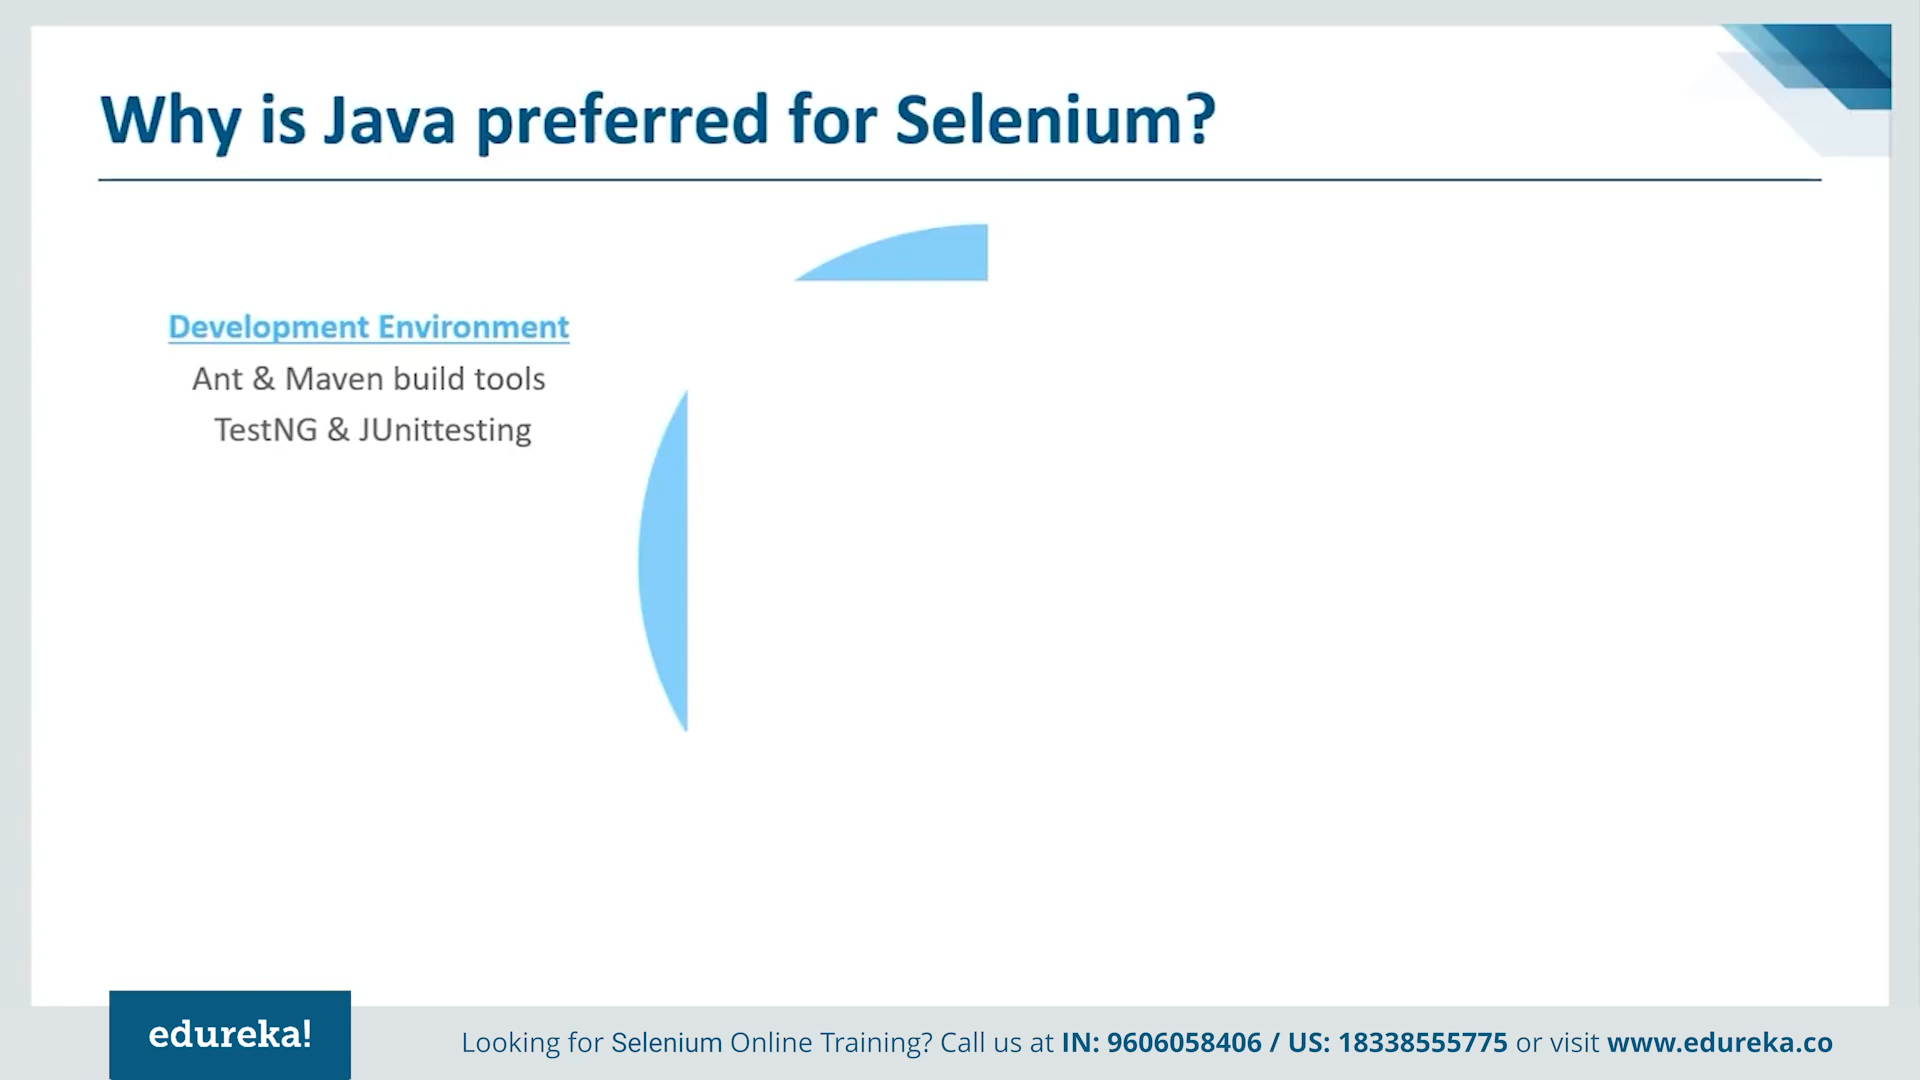 Why is Java preferred for Selenium?
Development Environment
Ant & Maven build tools
TestNG & JUnittesting
edureka!
Looking for Selenium Online Training? Call us at IN: 9606058406 / US: 18338555775 or visit www.edureka.co